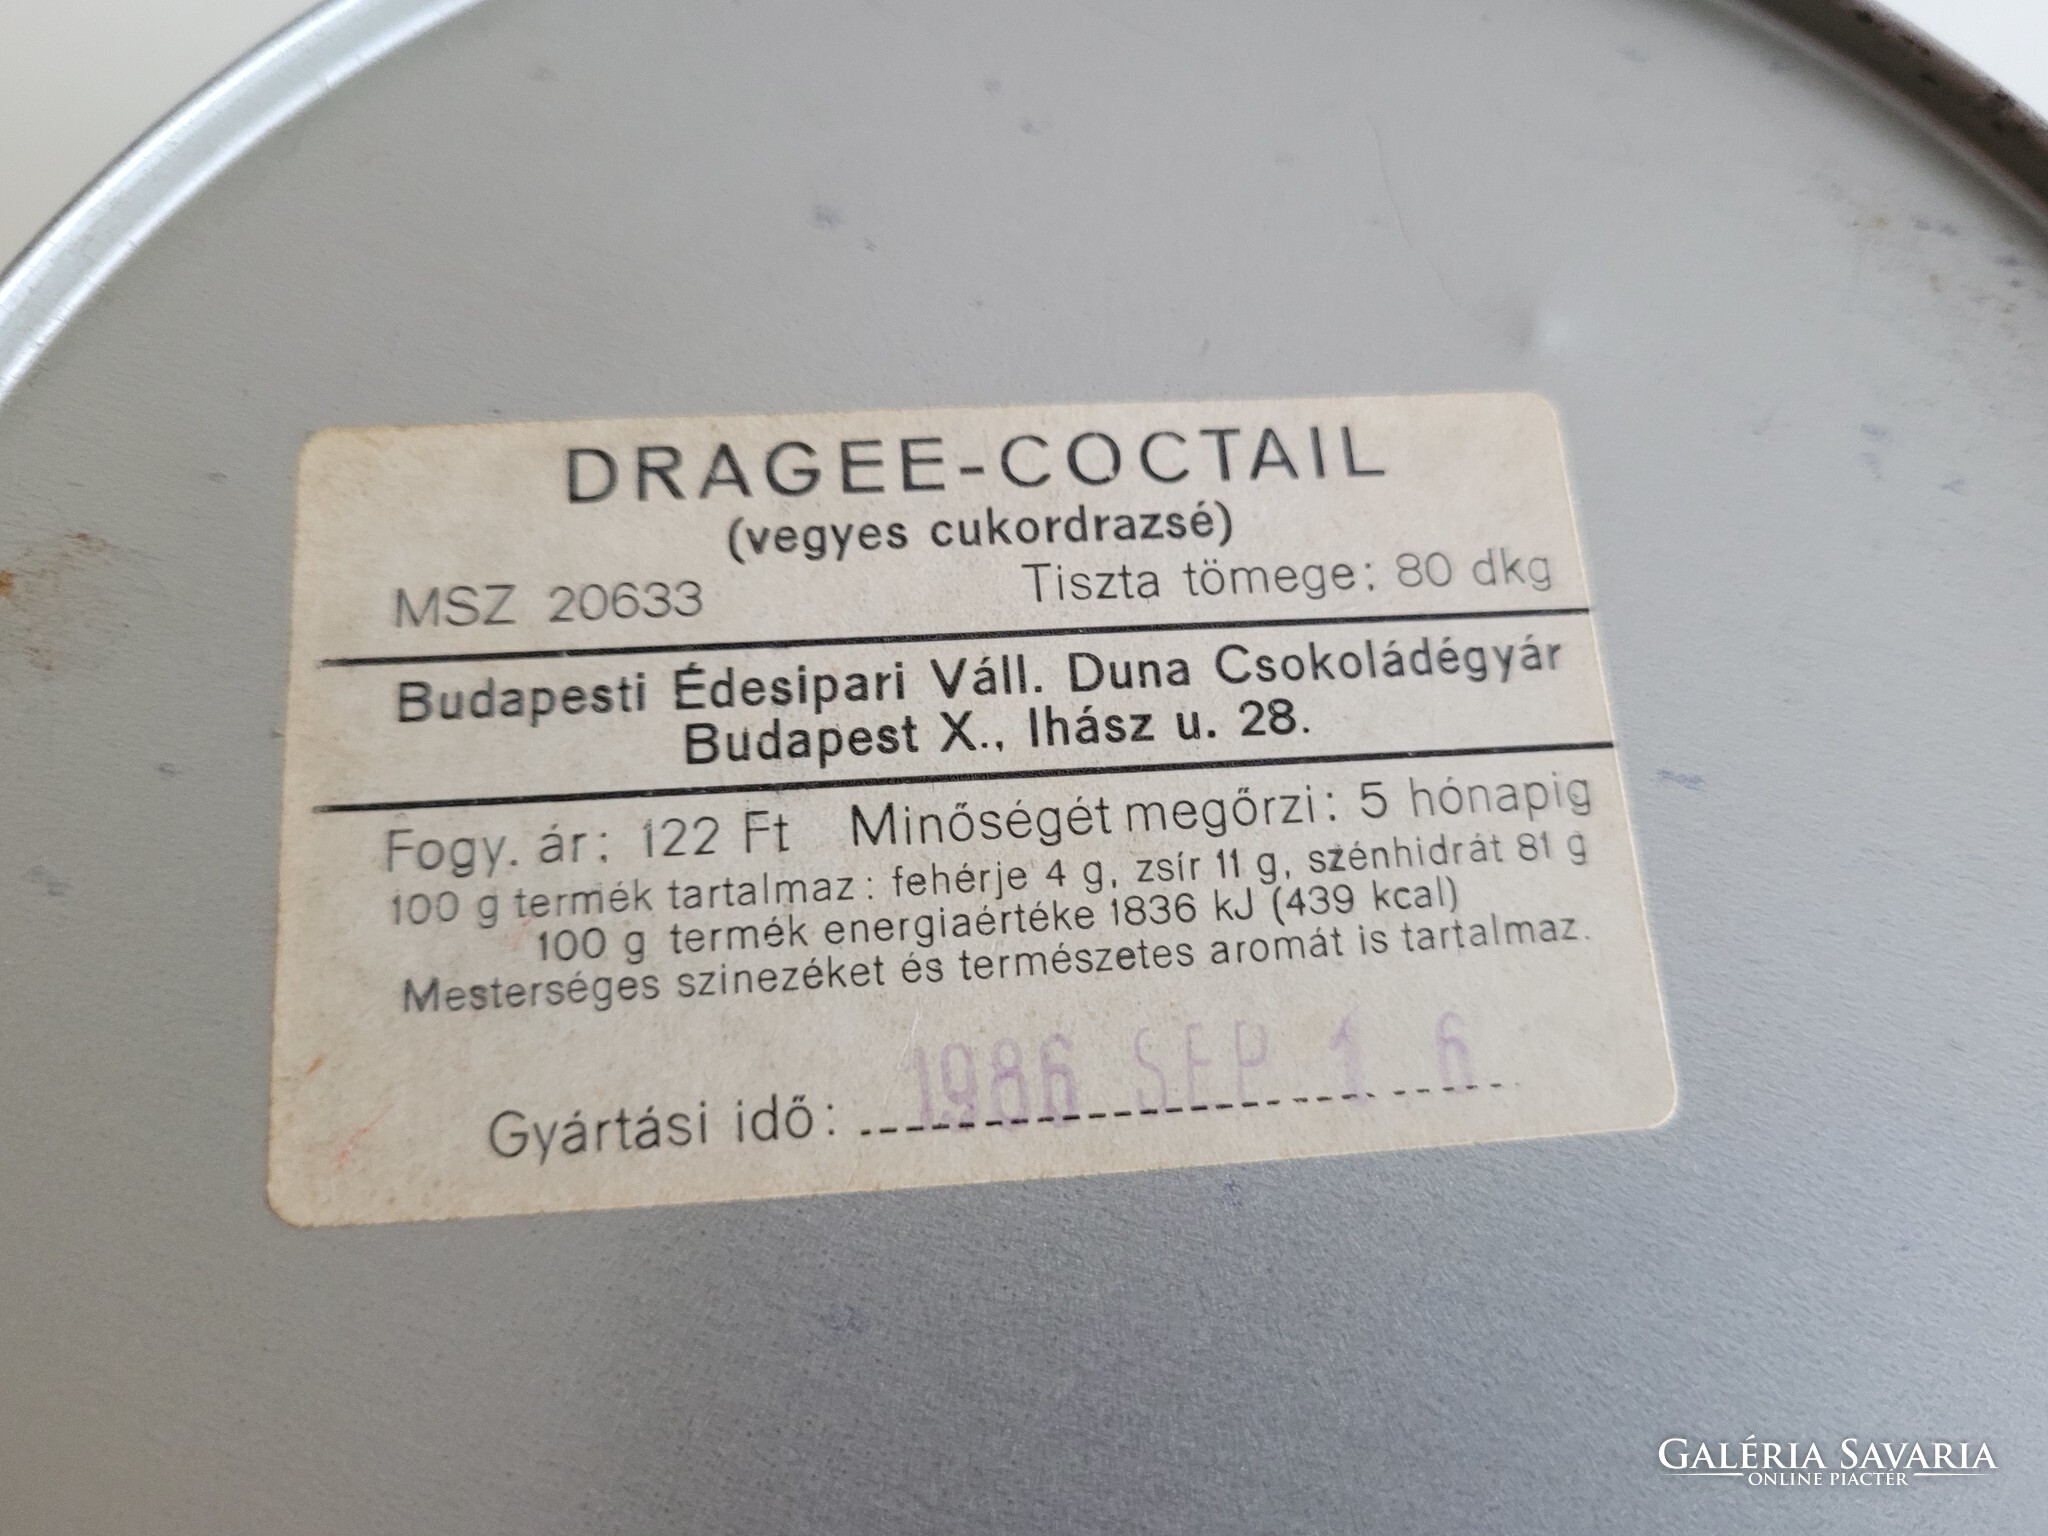 DRAGEE-COCTAIL
(vegyes cukordrazsé)
MSZ 20633 Tiszta tömege: 80 dkg
Budapesti Édesipari Váll. Duna Csokoládégyár
Budapest X., Ihász u. 28.
Fogy. ár: 122 Ft Minőségét megőrzi: 5 hónapig
100 g termék tartalmaz: fehérje 4 g, zsír 11 g, szénhidrát 81 g
100 g termék energiaértéke 1836 kJ (439 kcal)
Mesterséges szinezéket és természetes aromát is tartalmaz.
Gyártási idő: 1986 SEP 1 6
GALÉRIA SAVARIA
ONLINE PIACTÉR